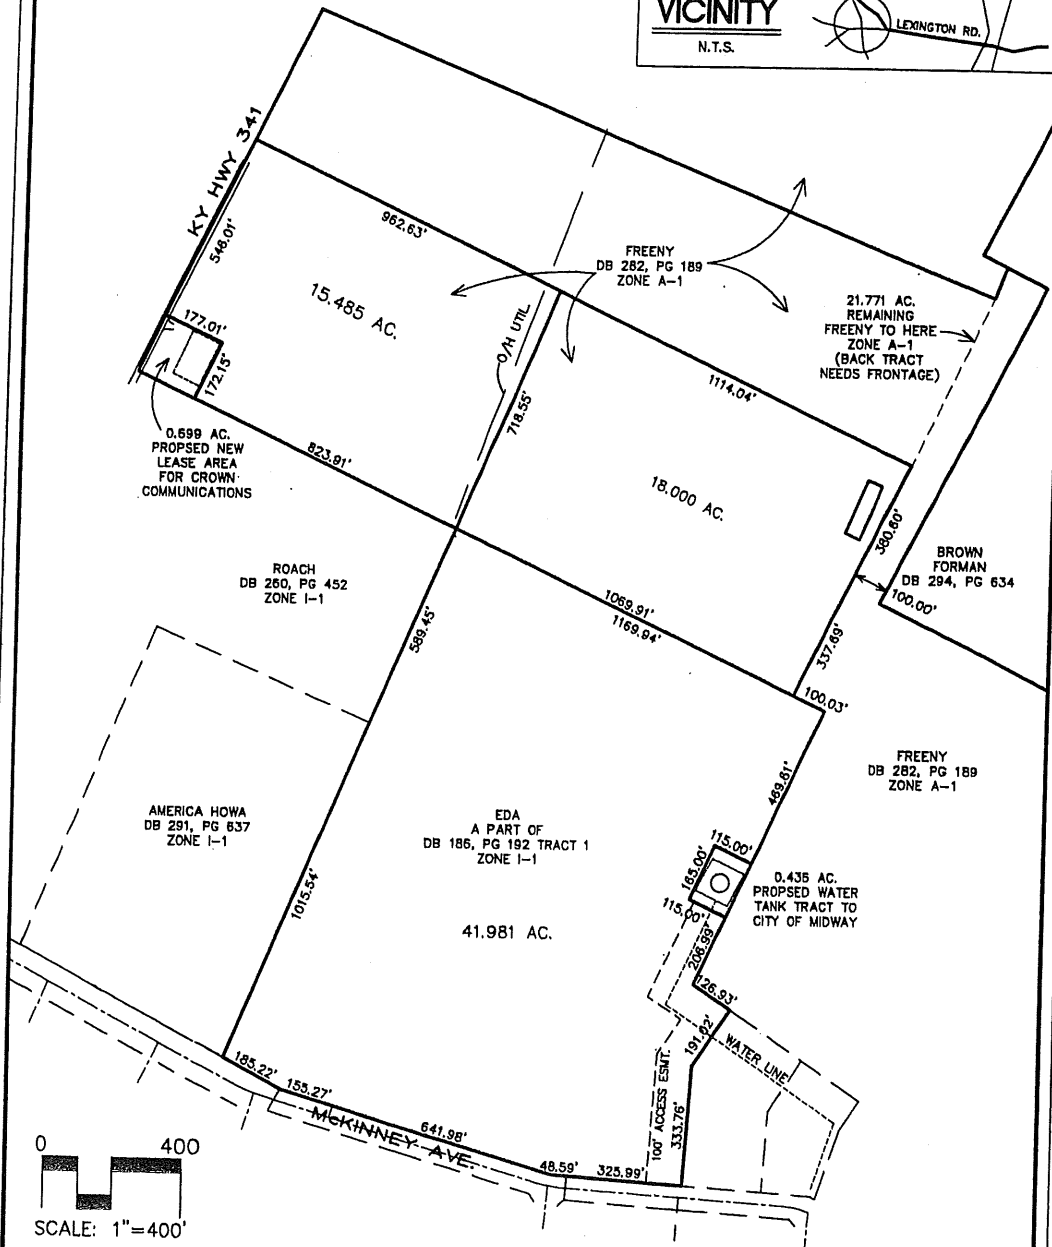 VICINITY
N.T.S.
LEXINGTON RD.
KY HWY 341
962.63'
546.01'
FREENY
DB 282, PG 189
ZONE A-1
15.485 AC.
21.771 AC.
REMAINING
FREENY TO HERE
ZONE A-1
(BACK TRACT
NEEDS FRONTAGE)
177.01'
172.15'
O/H UTIL.
718.55'
1114.04'
0.699 AC.
PROPSED NEW
LEASE AREA
FOR CROWN
COMMUNICATIONS
823.91'
18.000 AC.
380.60'
BROWN
FORMAN
DB 294, PG 634
100.00'
ROACH
DB 260, PG 452
ZONE I-1
589.45'
1069.91'
1169.94'
337.69'
100.03'
FREENY
DB 282, PG 189
ZONE A-1
469.61'
AMERICA HOWA
DB 291, PG 637
ZONE I-1
EDA
A PART OF
DB 186, PG 192 TRACT 1
ZONE I-1
115.00'
165.00'
115.00'
0.435 AC.
PROPSED WATER
TANK TRACT TO
CITY OF MIDWAY
1015.54'
41.981 AC.
206.99'
126.93'
191.62'
WATER LINE
100' ACCESS ESMT.
333.76'
185.22'
155.27'
641.98'
McKINNEY AVE.
48.59'
325.99'
0 400
SCALE: 1"=400'